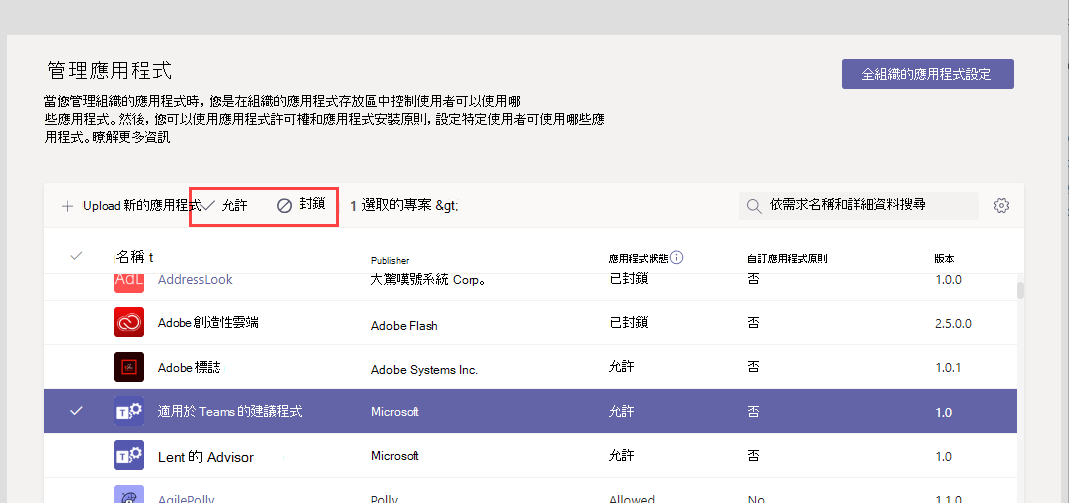 管理應用程式
全組織的應用程式設定
當您管理組織的應用程式時，您是在組織的應用程式存放區中控制使用者可以使用哪
些應用程式。然後，您可以使用應用程式許可權和應用程式安裝原則，設定特定使用者可使用哪些應
用程式。瞭解更多資訊
Upload 新的應用程式 允許 封鎖 1 選取的專案 &gt;
依需求名稱和詳細資料搜尋
名稱 t Publisher 應用程式狀態 自訂應用程式原則 版本
AdL AddressLook 大驚嘆號系統 Corp。 已封鎖 否 1.0.0
Adobe 創造性雲端 Adobe Flash 已封鎖 否 2.5.0.0
Adobe 標誌 Adobe Systems Inc. 允許 否 1.0.1
適用於 Teams 的建議程式 Microsoft 允許 否 1.0
Lent 的 Advisor Microsoft 允許 否 1.0
AgilePolly Polly Allowed No 1.1.0